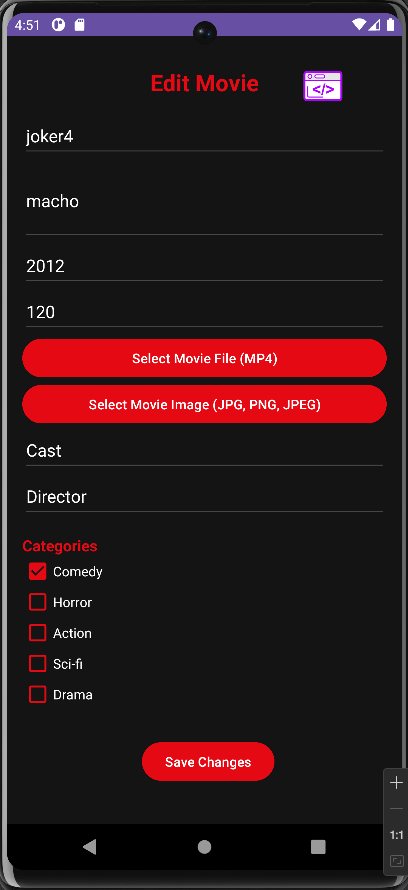 4:51
Edit Movie
</>
joker4
macho
2012
120
Select Movie File (MP4)
Select Movie Image (JPG, PNG, JPEG)
Cast
Director
Categories
Comedy
Horror
Action
Sci-fi
Drama
Save Changes
1:1